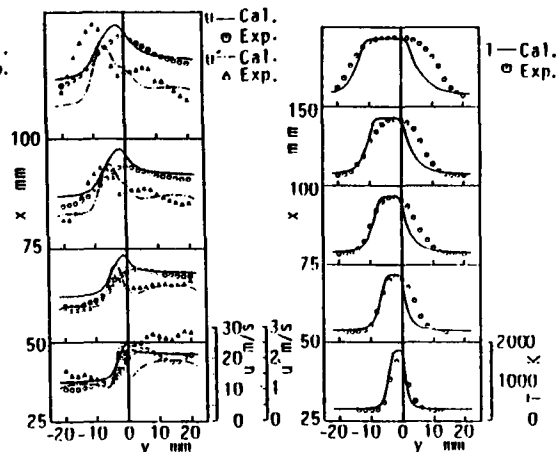 — Cal.
o Exp.
Cal.
▵ Exp.
— Cal.
o Exp.
100
75
50
25
x mm
30
20
10
0
u m/s
3
2
1
0
u' m/s
-20 -10 0 10 20
y mm
150
100
75
50
25
x mm
2000
1000
0
T K
-20 -10 0 10 20
y mm